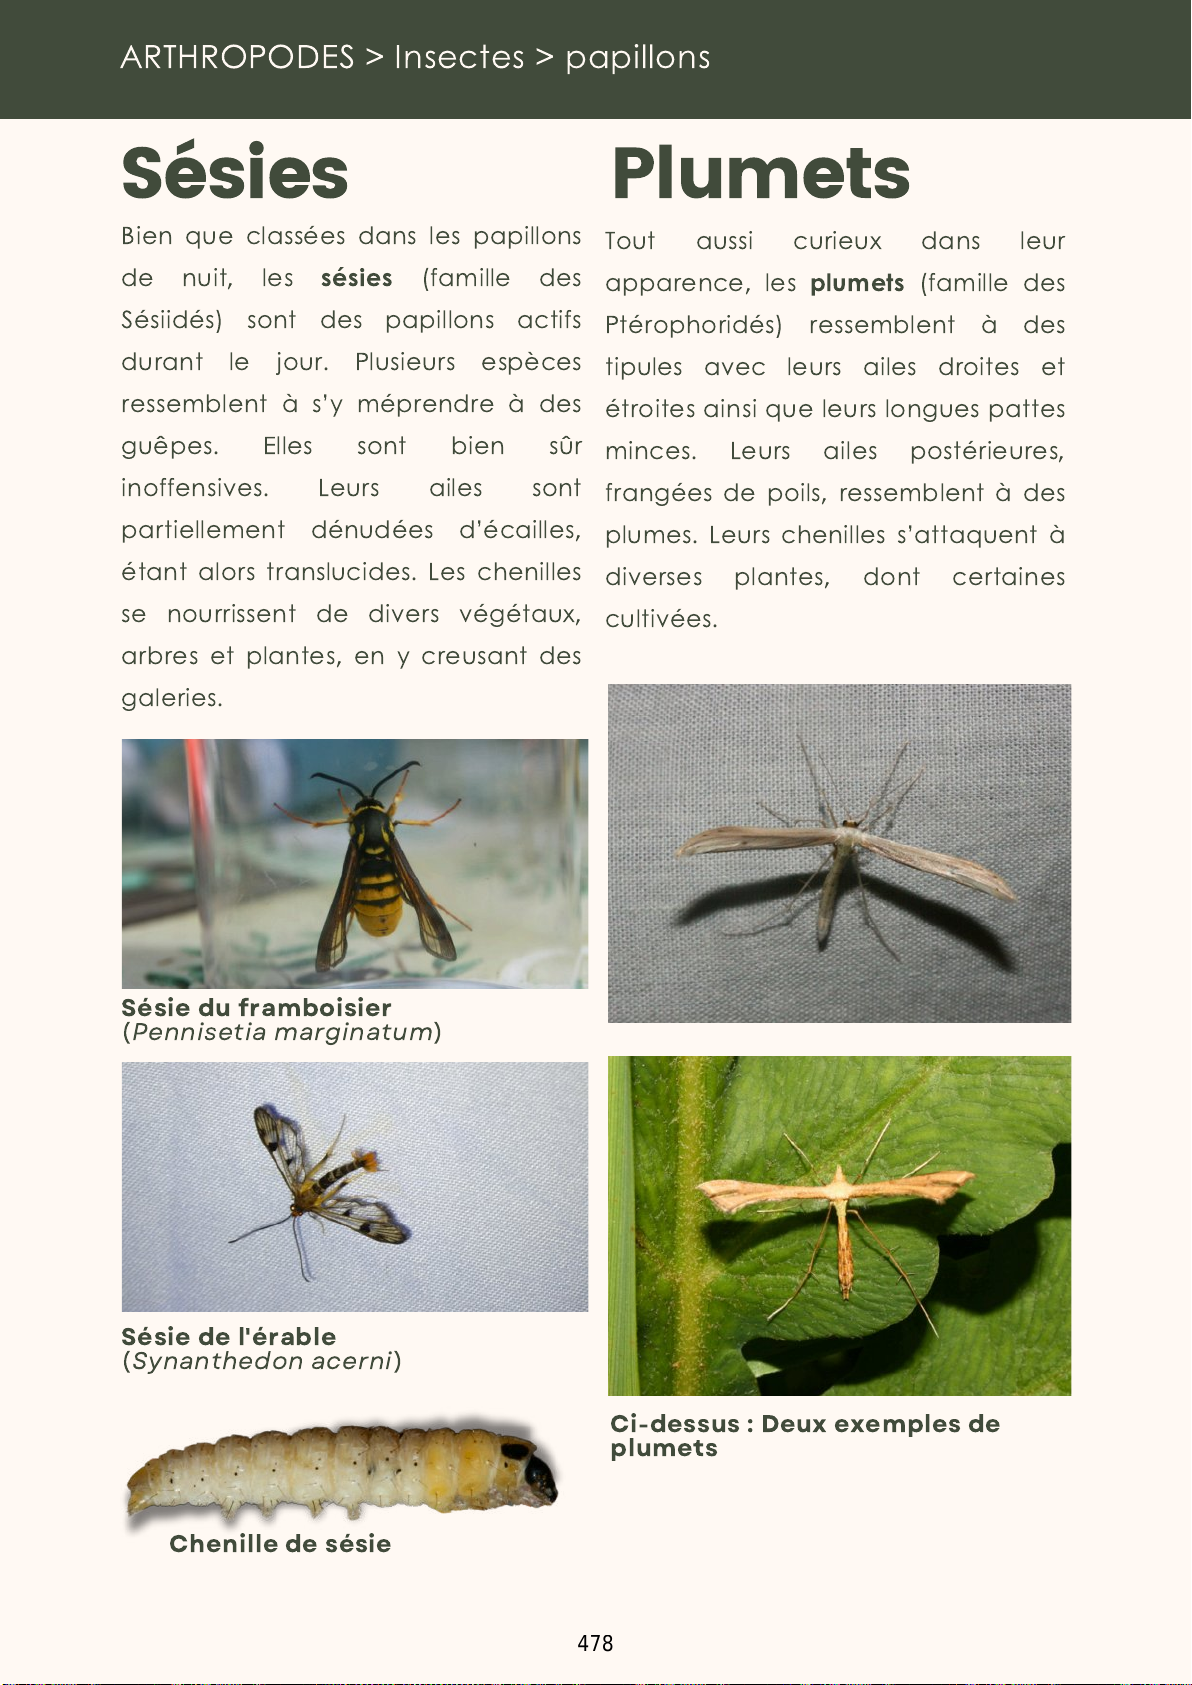 ARTHROPODES > Insectes > papillons
Sésies
Bien que classées dans les papillons
de nuit, les sésies (famille des
Sésiidés) sont des papillons actifs
durant le jour. Plusieurs espèces
ressemblent à s'y méprendre à des
guêpes. Elles sont bien sûr
inoffensives. Leurs ailes sont
partiellement dénudées d'écailles,
étant alors translucides. Les chenilles
se nourrissent de divers végétaux,
arbres et plantes, en y creusant des
galeries.
Sésie du framboisier
(Pennisetia marginatum)
Sésie de l'érable
(Synanthedon acerni)
Chenille de sésie
Plumets
Tout aussi curieux dans leur
apparence, les plumets (famille des
Ptérophoridés) ressemblent à des
tipules avec leurs ailes droites et
étroites ainsi que leurs longues pattes
minces. Leurs ailes postérieures,
frangées de poils, ressemblent à des
plumes. Leurs chenilles s'attaquent à
diverses plantes, dont certaines
cultivées.
Ci-dessus : Deux exemples de
plumets
478